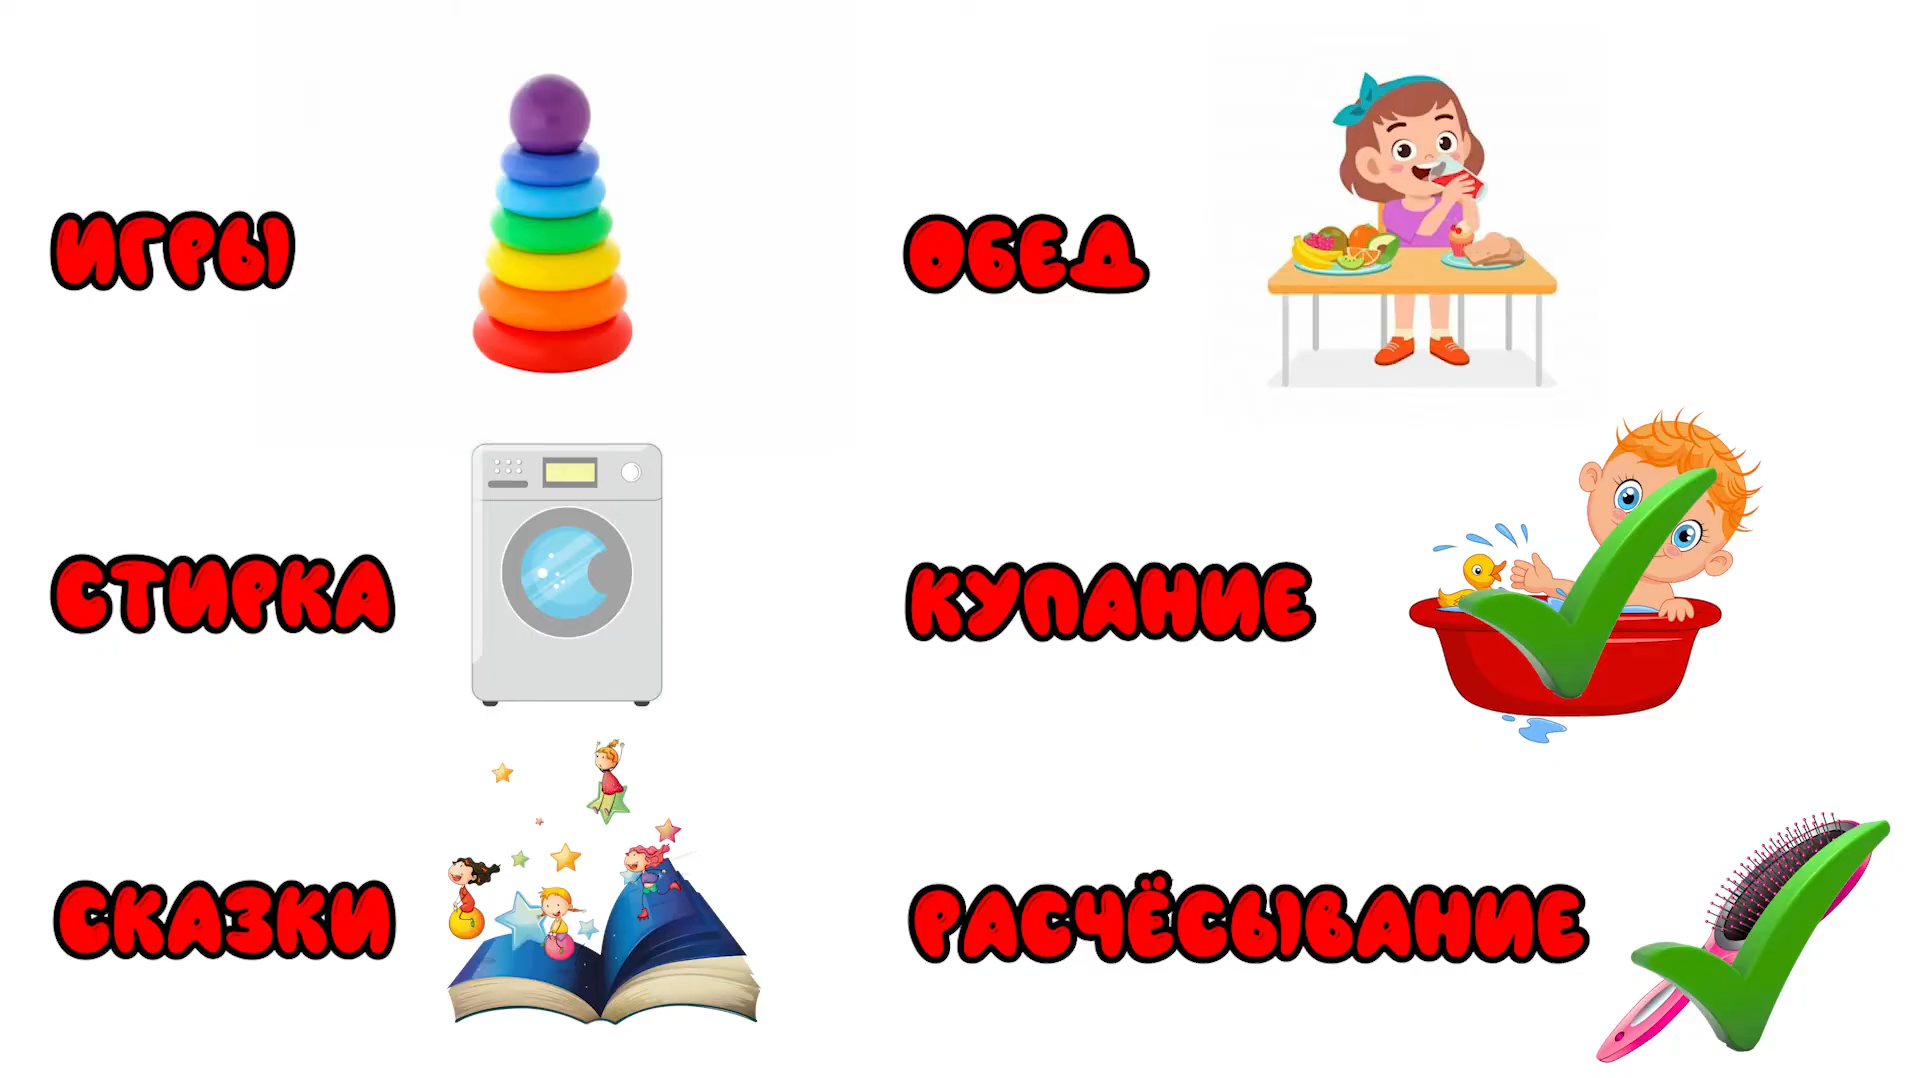 ИГРЫ
ОБЕД
СТИРКА
КУПАНИЕ
СКАЗКИ
РАСЧЁСЫВАНИЕ